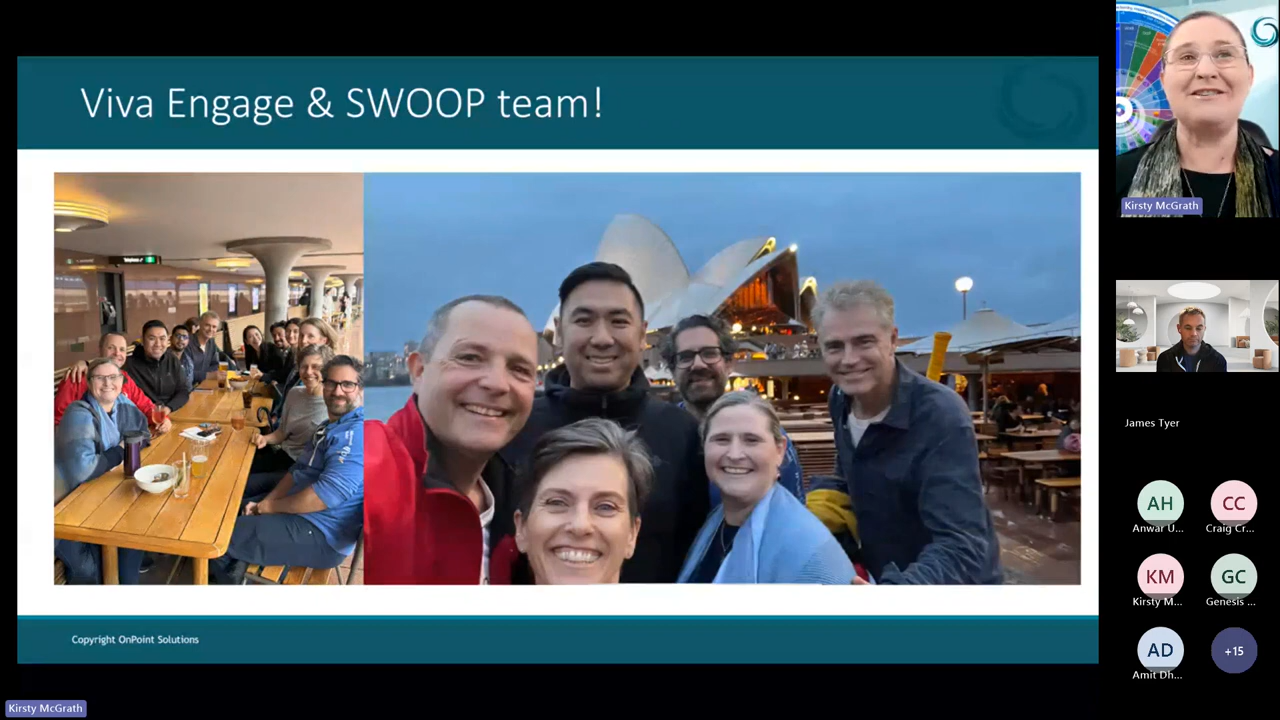 Viva Engage & SWOOP team!
Copyright OnPoint Solutions
Kirsty McGrath
Kirsty McGrath
James Tyer
AH
CC
Anwar U...
Craig Cr...
KM
GC
Kirsty M...
Genesis ...
AD
+15
Amit Dh...